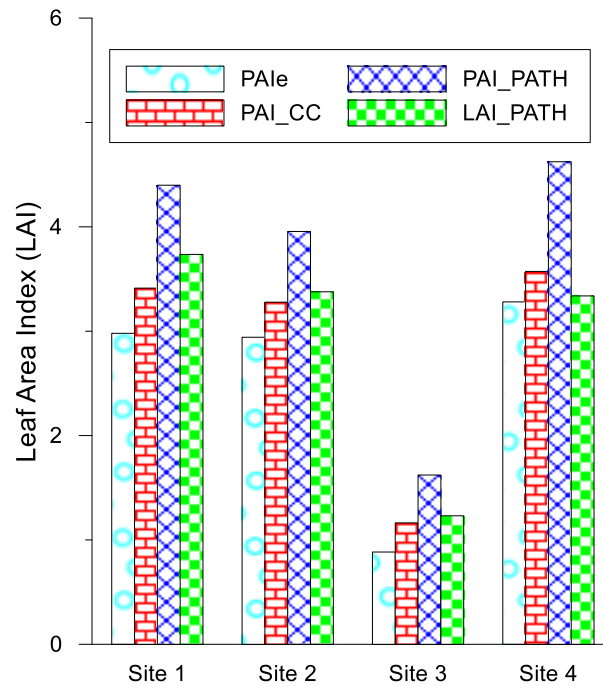 6
PAIe
PAI_PATH
PAI_CC
LAI_PATH
4
Leaf Area Index (LAI)
2
0
Site 1
Site 2
Site 3
Site 4